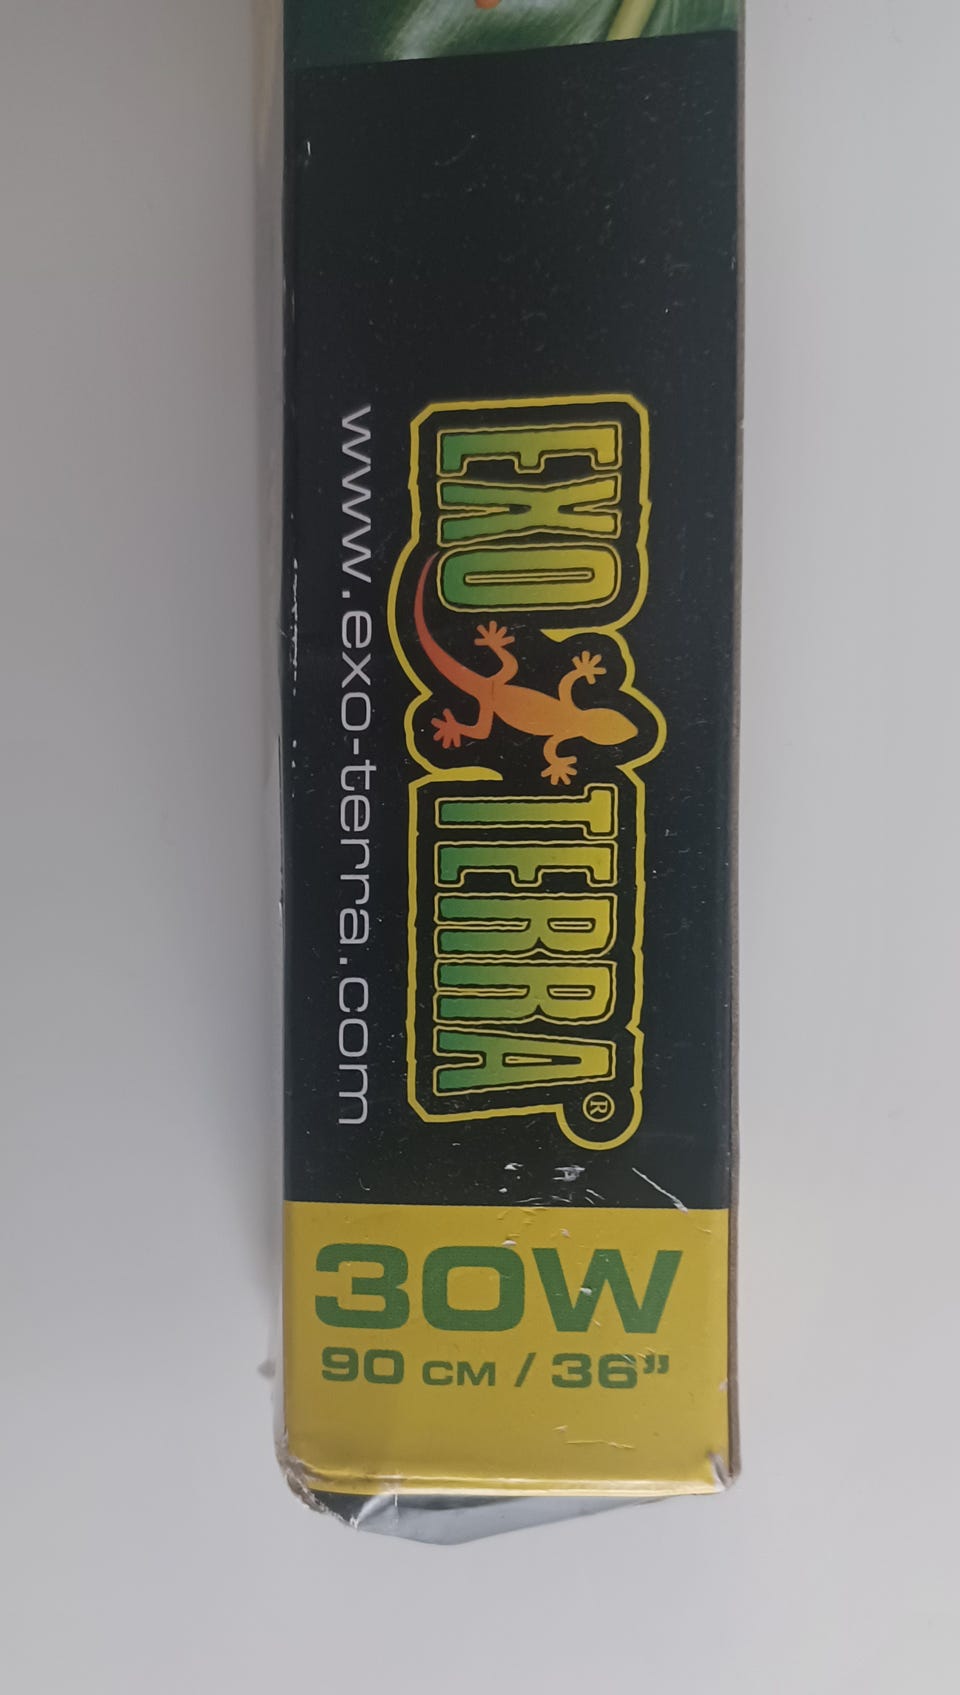 EXO TERRA®
www.exo-terra.com
30W
90 CM / 36”